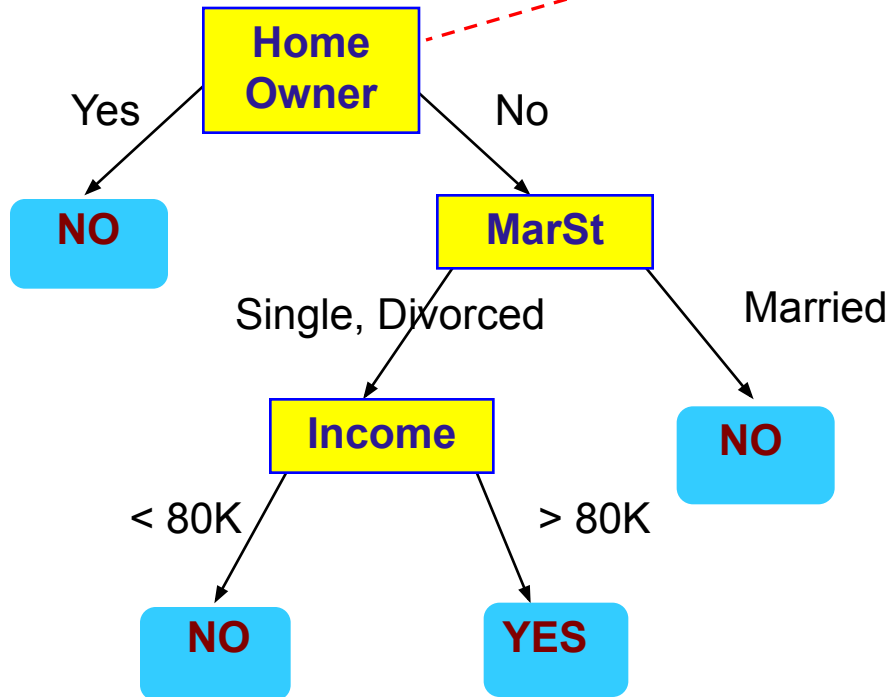 Home
Owner
Yes
No
NO
MarSt
Single, Divorced
Married
Income
NO
< 80K
> 80K
NO
YES